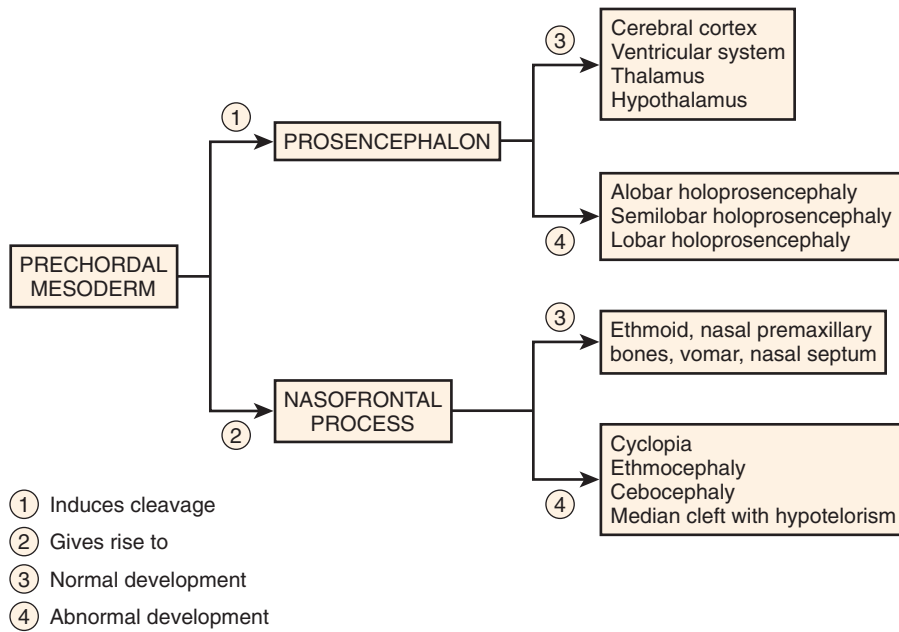 3
Cerebral cortex
Ventricular system
Thalamus
Hypothalamus
1
PROSENCEPHALON
Alobar holoprosencephaly
Semilobar holoprosencephaly
Lobar holoprosencephaly
4
PRECHORDAL
MESODERM
3
Ethmoid, nasal premaxillary
bones, vomar, nasal septum
NASOFRONTAL
PROCESS
2
Cyclopia
Ethmocephaly
Cebocephaly
Median cleft with hypotelorism
4
1 Induces cleavage
2 Gives rise to
3 Normal development
4 Abnormal development